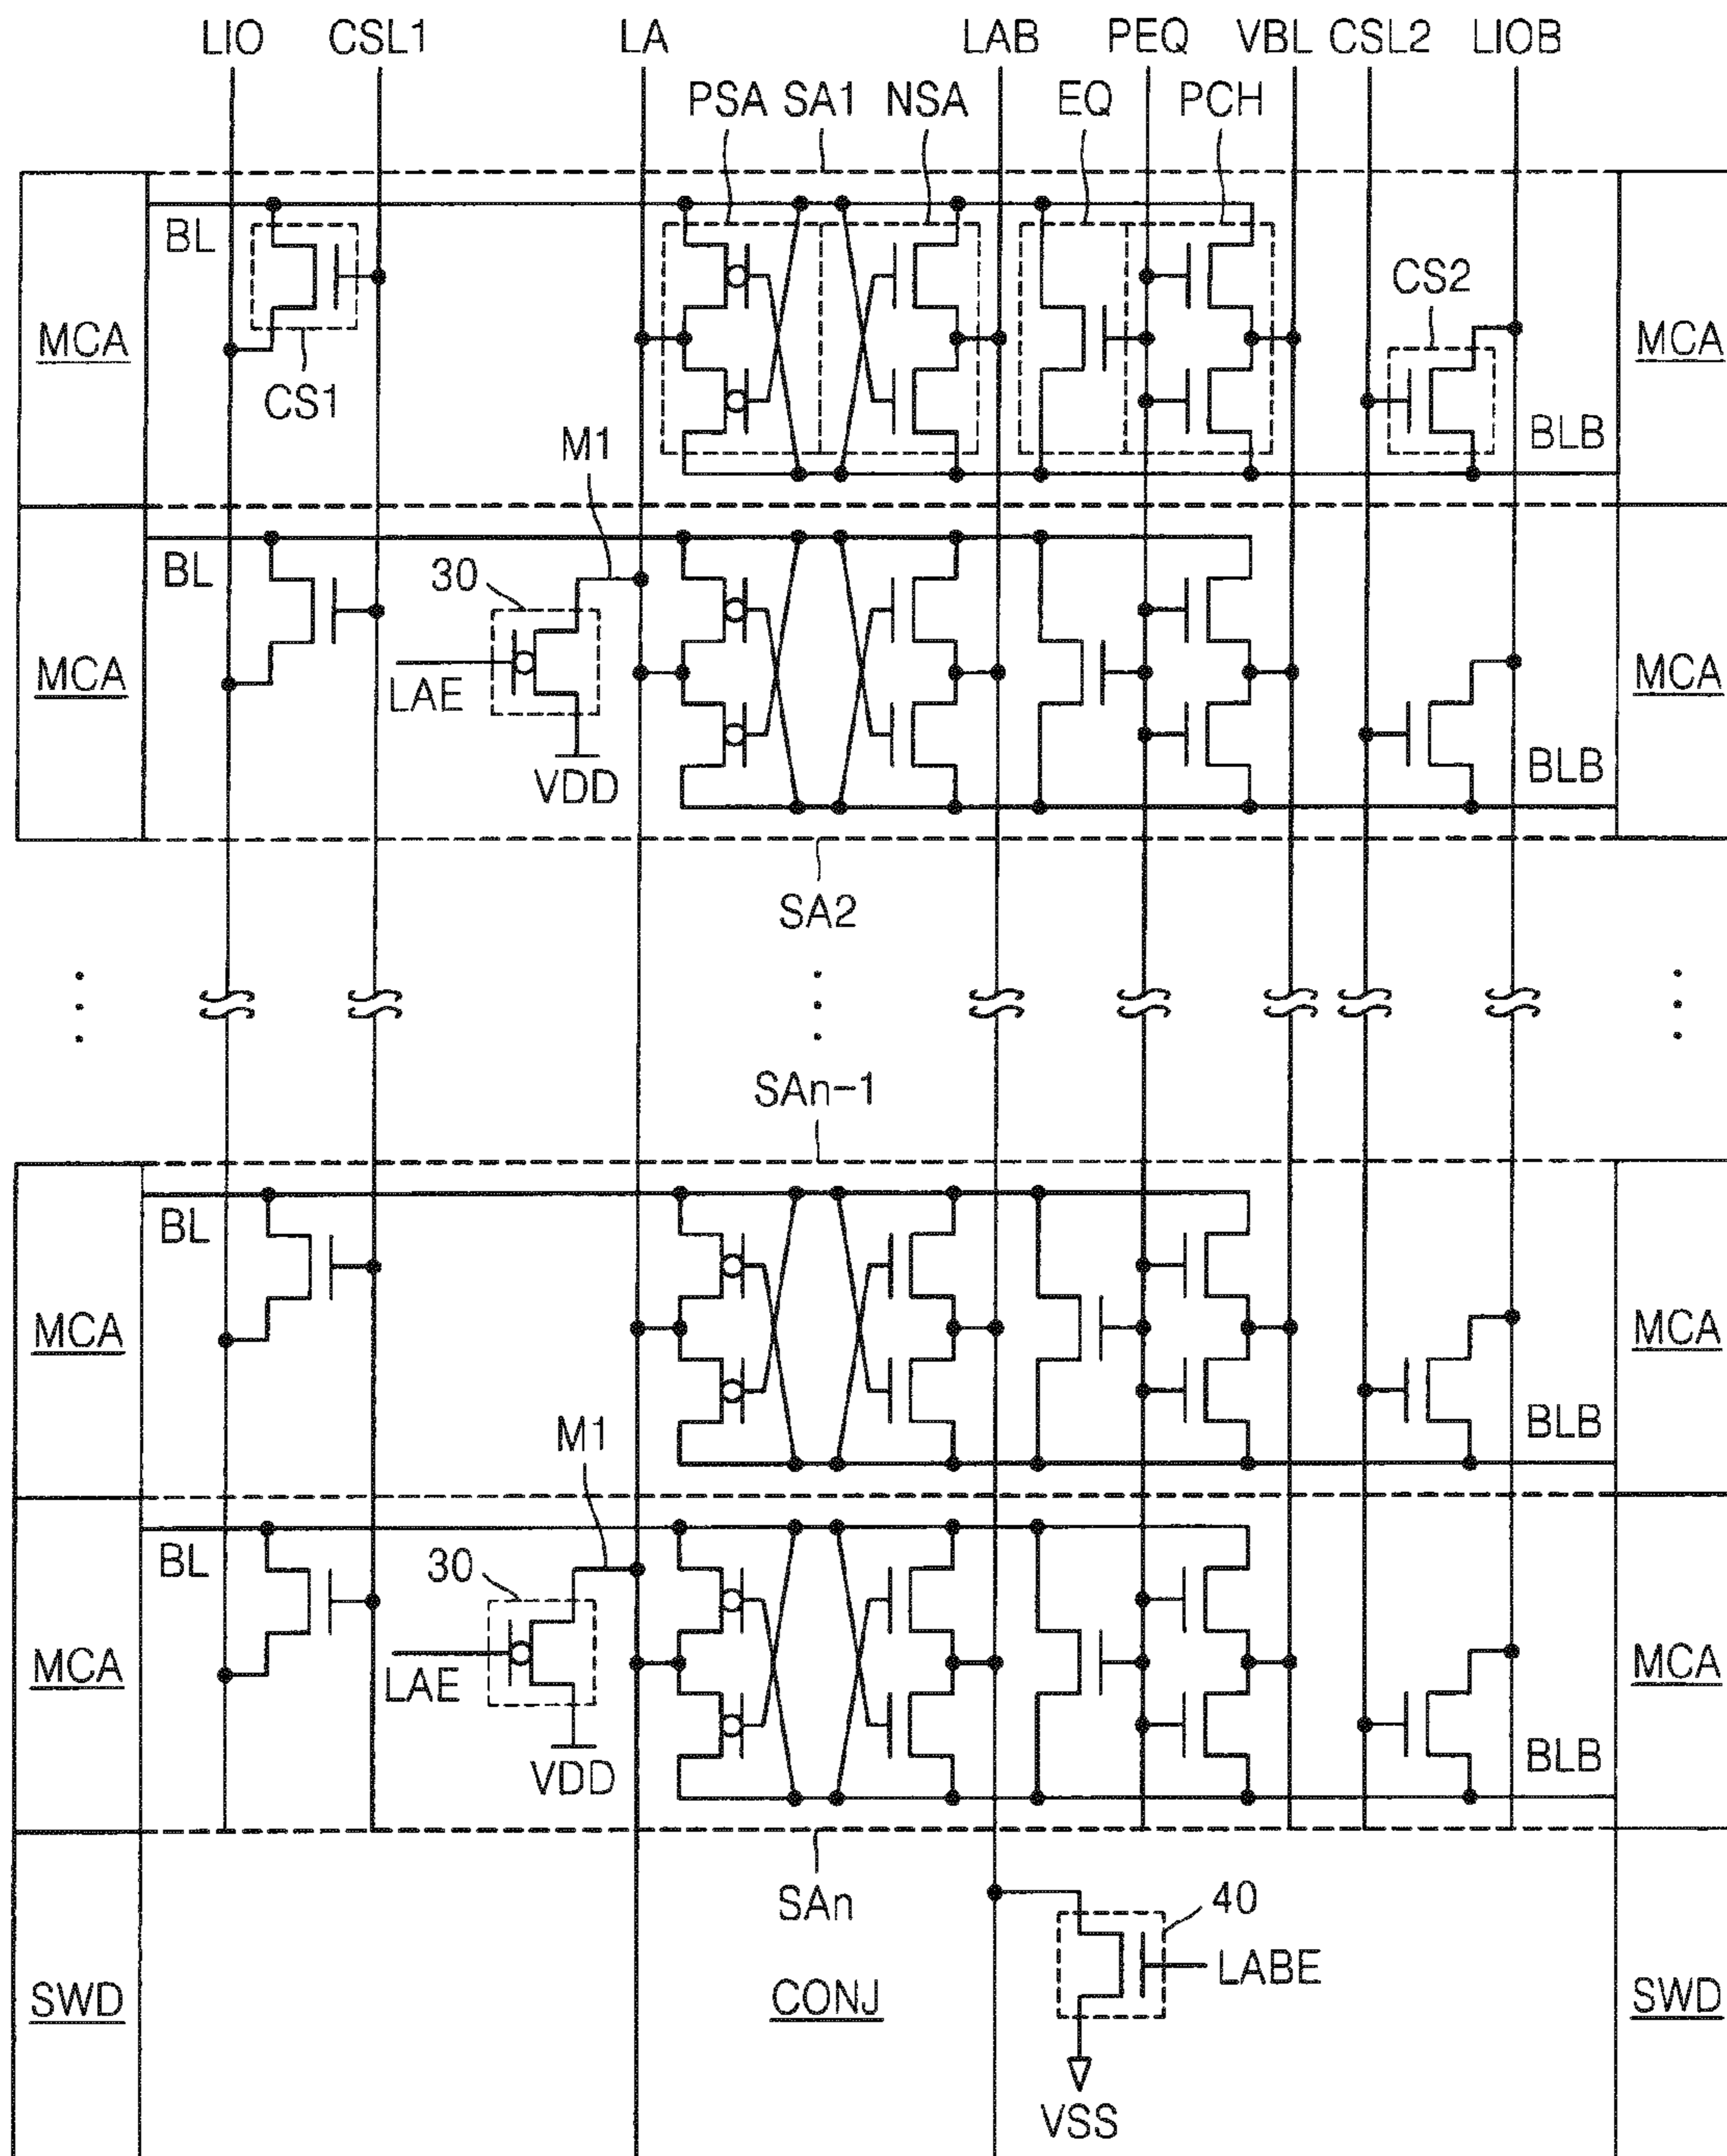 LIO CSL1 LA LAB PEQ VBL CSL2 LIOB
PSA SA1 NSA EQ PCH
BL
CS2
MCA MCA
CS1
M1
BLB
BL
30
MCA LAE MCA
VDD BLB
SA2
SAn-1
BL
MCA MCA
M1 BLB
BL 30
MCA LAE MCA
VDD BLB
SAn 40
LABE
SWD CONJ SWD
VSS